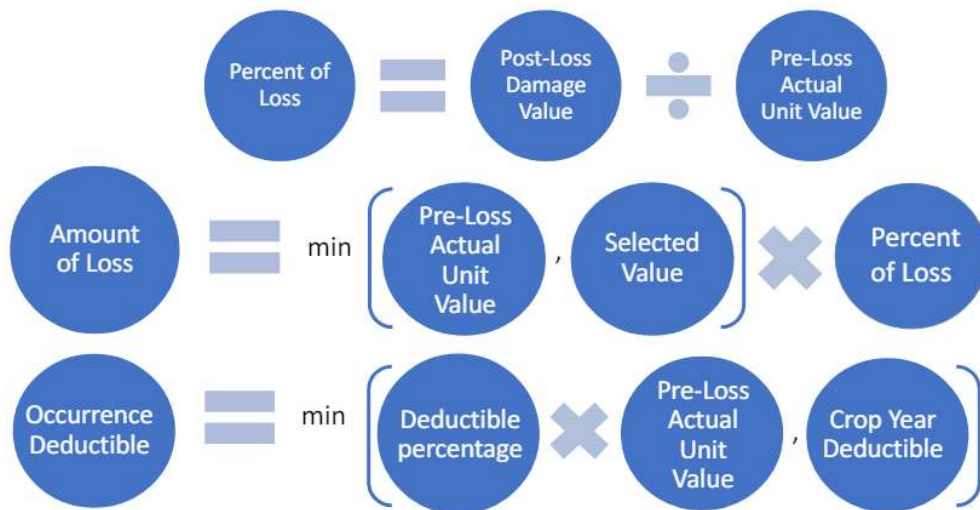 Percent of
Loss
=
Post-Loss
Damage
Value
÷
Pre-Loss
Actual
Unit Value
Amount
of Loss
=
min
[
Pre-Loss
Actual
Unit
Value
,
Selected
Value
]
×
Percent
of Loss
Occurrence
Deductible
=
min
[
Deductible
percentage
×
Pre-Loss
Actual
Unit
Value
,
Crop Year
Deductible
]